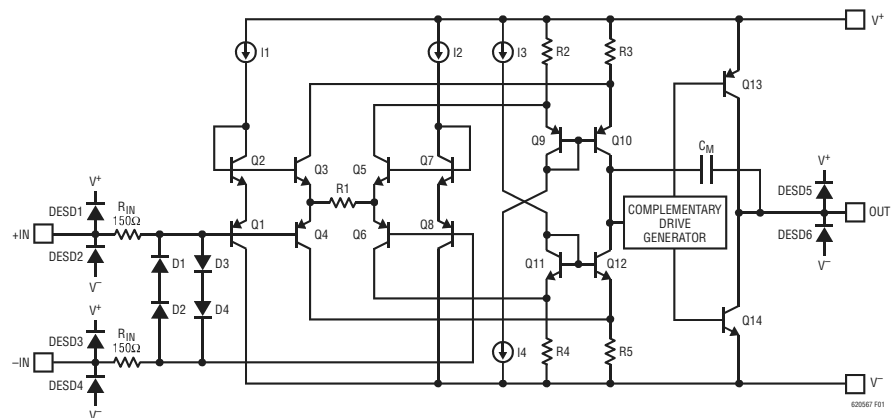 V+
I1
I2
I3
R2
R3
Q13
Q2
Q3
Q5
Q7
Q9
Q10
CM
R1
V+
DESD1
RIN
150Ω
+IN
DESD2
V–
Q1
Q4
Q6
Q8
COMPLEMENTARY
DRIVE
GENERATOR
V+
DESD5
OUT
DESD6
V–
D1
D3
D2
D4
Q11
Q12
Q14
V+
DESD3
RIN
150Ω
–IN
DESD4
V–
I4
R4
R5
V–
620567 F01